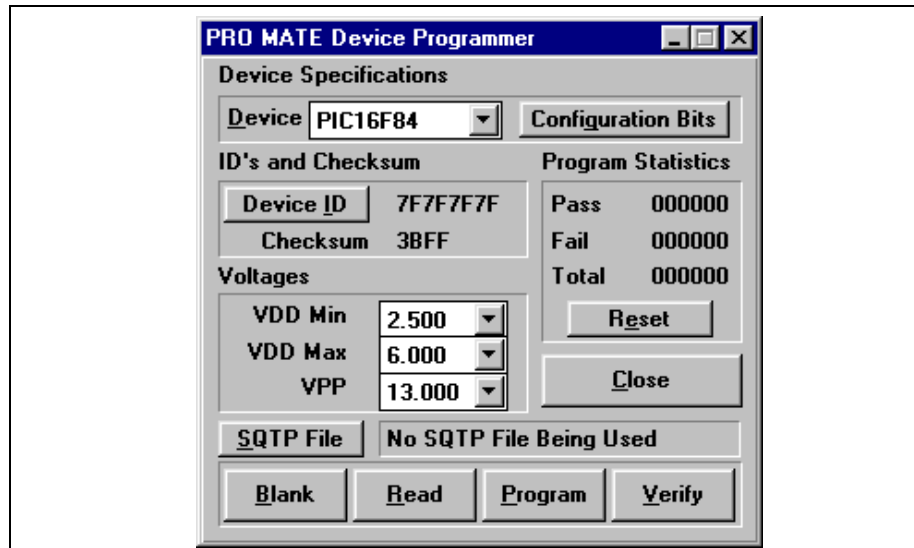 PRO MATE Device Programmer
Device Specifications
Device PIC16F84 Configuration Bits
ID's and Checksum
Device ID 7F7F7F7F
Checksum 3BFF
Program Statistics
Pass 000000
Fail 000000
Total 000000
Reset
Voltages
VDD Min 2.500
VDD Max 6.000
VPP 13.000
Close
SQTP File No SQTP File Being Used
Blank Read Program Verify